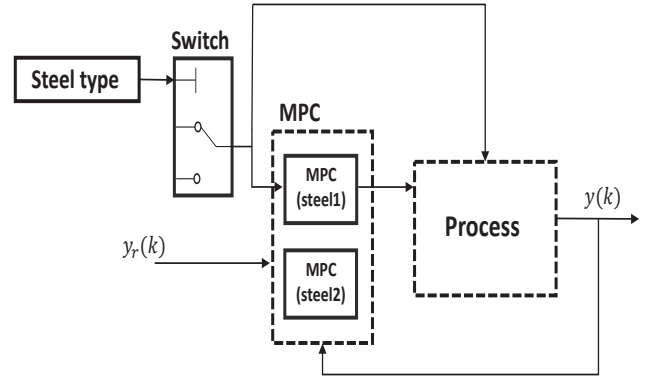 Switch
Steel type
MPC
MPC
(steel1)
Process
y(k)
y_r(k)
MPC
(steel2)